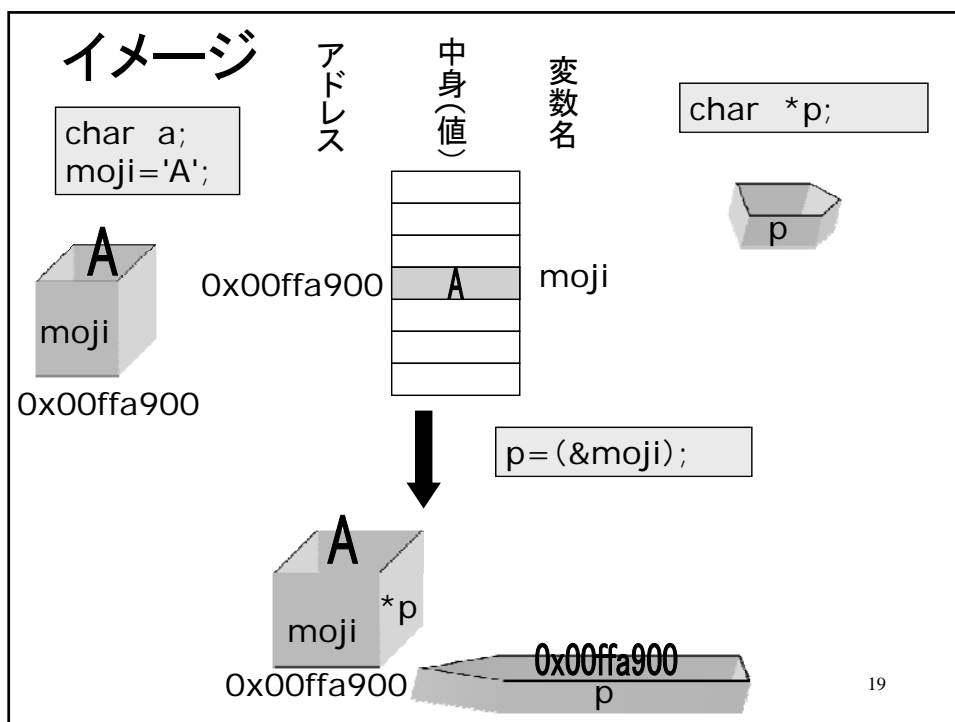 イメージ
アドレス
中身(値)
変数名
char a;
moji='A';
char *p;
A
moji
0x00ffa900
p
0x00ffa900
A
moji
p=(&moji);
A
moji
*p
0x00ffa900
0x00ffa900
p
19